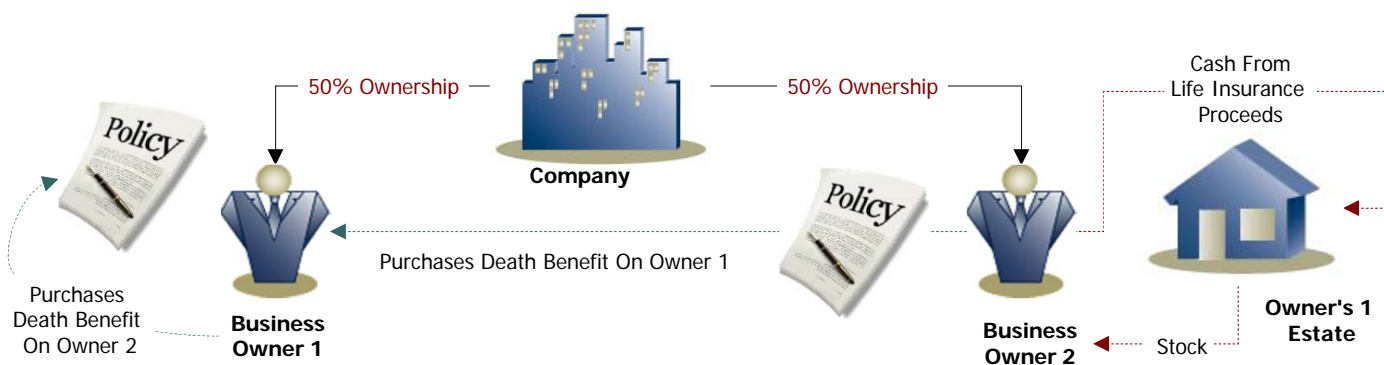 50% Ownership
50% Ownership
Cash From
Life Insurance
Proceeds
Policy
Company
Policy
Purchases Death Benefit On Owner 1
Purchases
Death Benefit
On Owner 2
Business
Owner 1
Business
Owner 2
Stock
Owner's 1
Estate